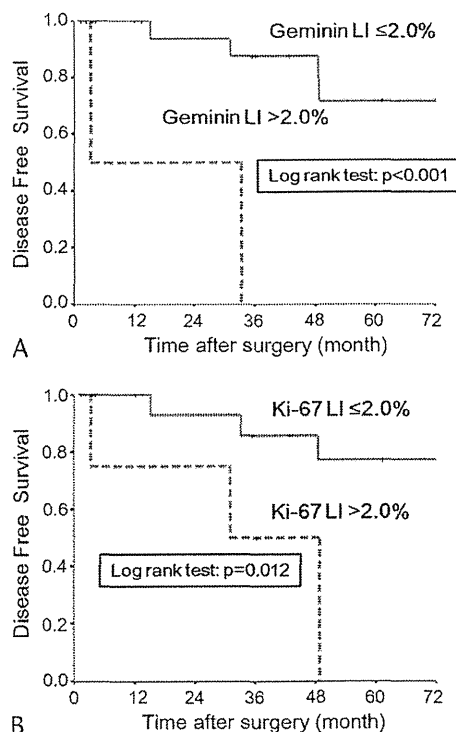 1.0
Geminin LI ≤2.0%
0.8
0.6
Geminin LI >2.0%
0.4
Log rank test: p<0.001
0.2
0.0
Disease Free Survival
0 12 24 36 48 60 72
Time after surgery (month)
A
1.0
Ki-67 LI ≤2.0%
0.8
0.6
Ki-67 LI >2.0%
0.4
Log rank test: p=0.012
0.2
0.0
Disease Free Survival
0 12 24 36 48 60 72
Time after surgery (month)
B